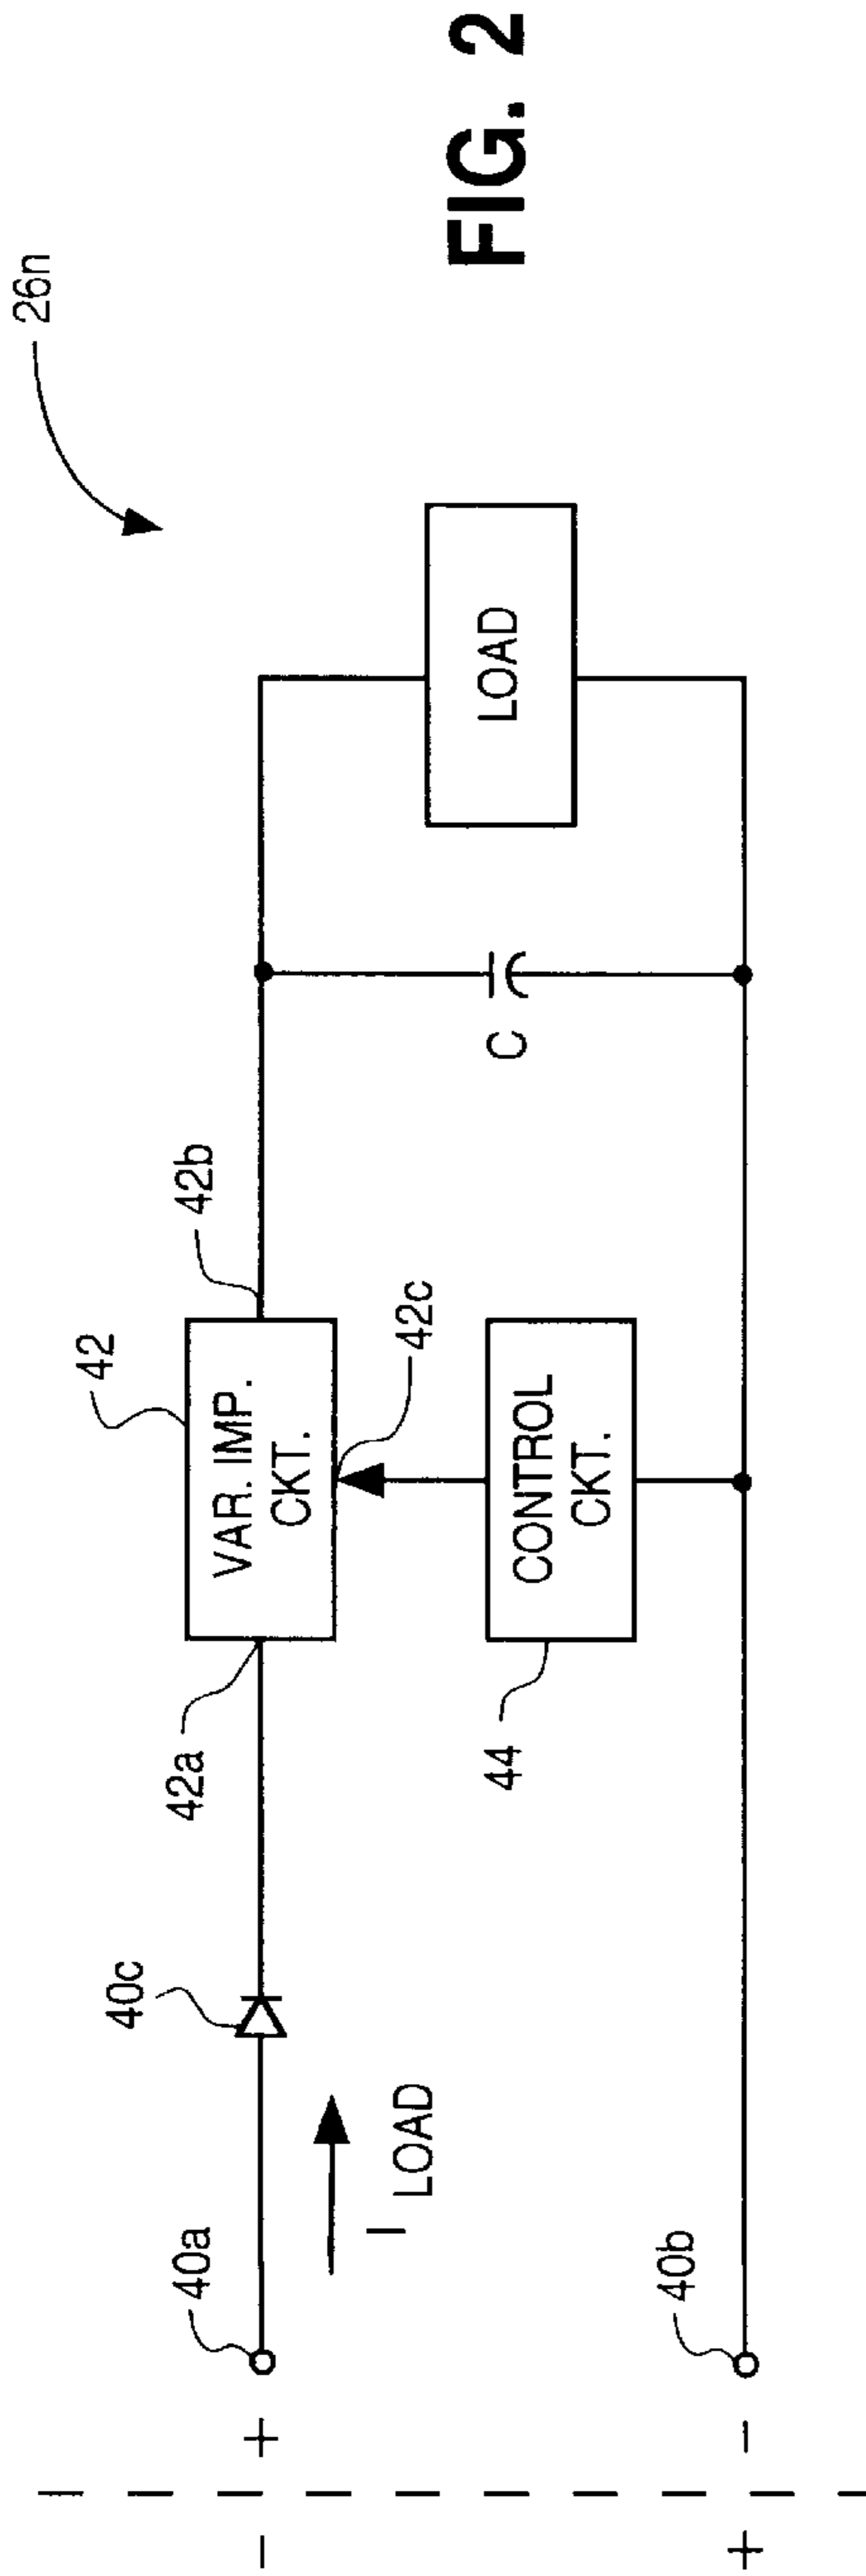 FIG. 2
26n
40a
40c
42a
VAR. IMP.
CKT.
42
42b
42c
I LOAD
44
CONTROL
CKT.
C
LOAD
40b
+
-
-
+